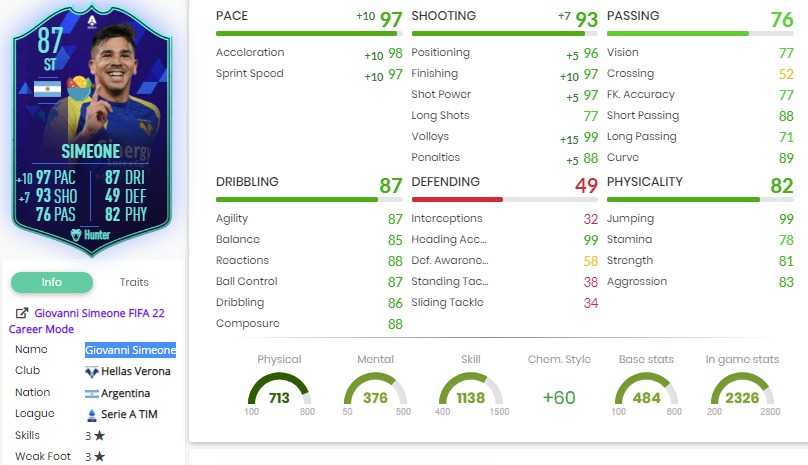 87
ST
SIMEONE
+10 97 PAC 87 DRI
+7 93 SHO 49 DEF
76 PAS 82 PHY
Hunter
Info Traits
Giovanni Simeone FIFA 22
Career Mode
Name Giovanni Simeone
Club Hellas Verona
Nation Argentina
League Serie A TIM
Skills 3★
Weak Foot 3★
PACE +10 97
Acceleration +10 98
Sprint Speed +10 97
SHOOTING +7 93
Positioning +5 96
Finishing +10 97
Shot Power +5 97
Long Shots 77
Volleys +15 99
Penalties +5 88
PASSING 76
Vision 77
Crossing 52
FK. Accuracy 77
Short Passing 88
Long Passing 71
Curve 89
DRIBBLING 87
Agility 87
Balance 85
Reactions 88
Ball Control 87
Dribbling 86
Composure 88
DEFENDING 49
Interceptions 32
Heading Acc... 99
Def. Awarene... 58
Standing Tac... 38
Sliding Tackle 34
PHYSICALITY 82
Jumping 99
Stamina 78
Strength 81
Aggression 83
Physical
713
100 800
Mental
376
50 500
Skill
1138
400 1500
Chem. Style
+60
Base stats
484
100 600
In game stats
2326
200 2800